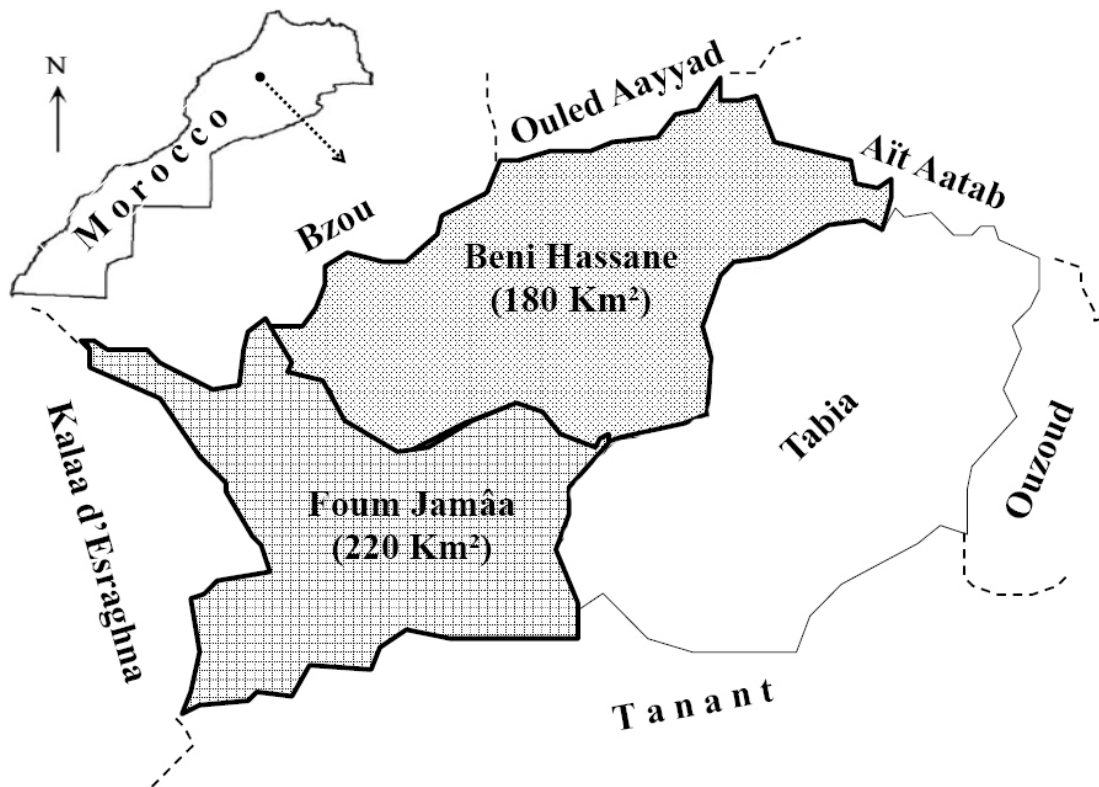 N
Morocco
Ouled Aayyad
Aït Aatab
Bzou
Beni Hassane
(180 Km²)
Kalaa d’Esraghna
Foum Jamâa
(220 Km²)
Tabia
Ouzoud
Tanant